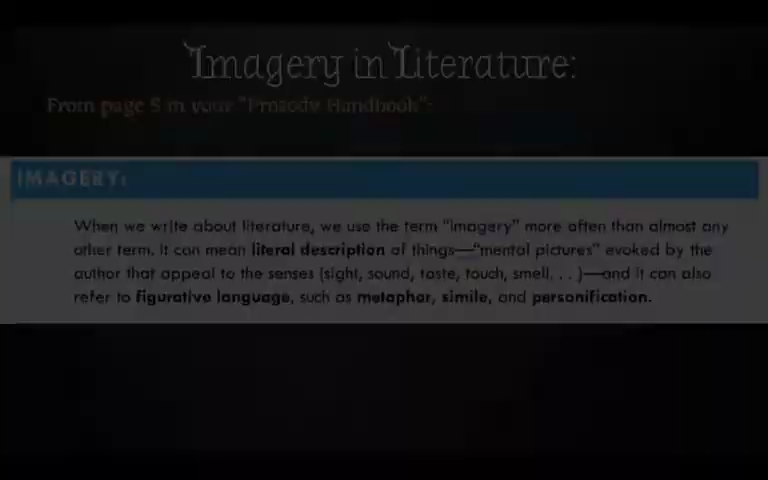 Imagery in Literature:
From page 5 in your "Prosody Handbook":
IMAGERY:
When we write about literature, we use the term "imagery" more often than almost any
other term. It can mean literal description of things—"mental pictures" evoked by the
author that appeal to the senses (sight, sound, taste, touch, smell. . . )—and it can also
refer to figurative language, such as metaphor, simile, and personification.